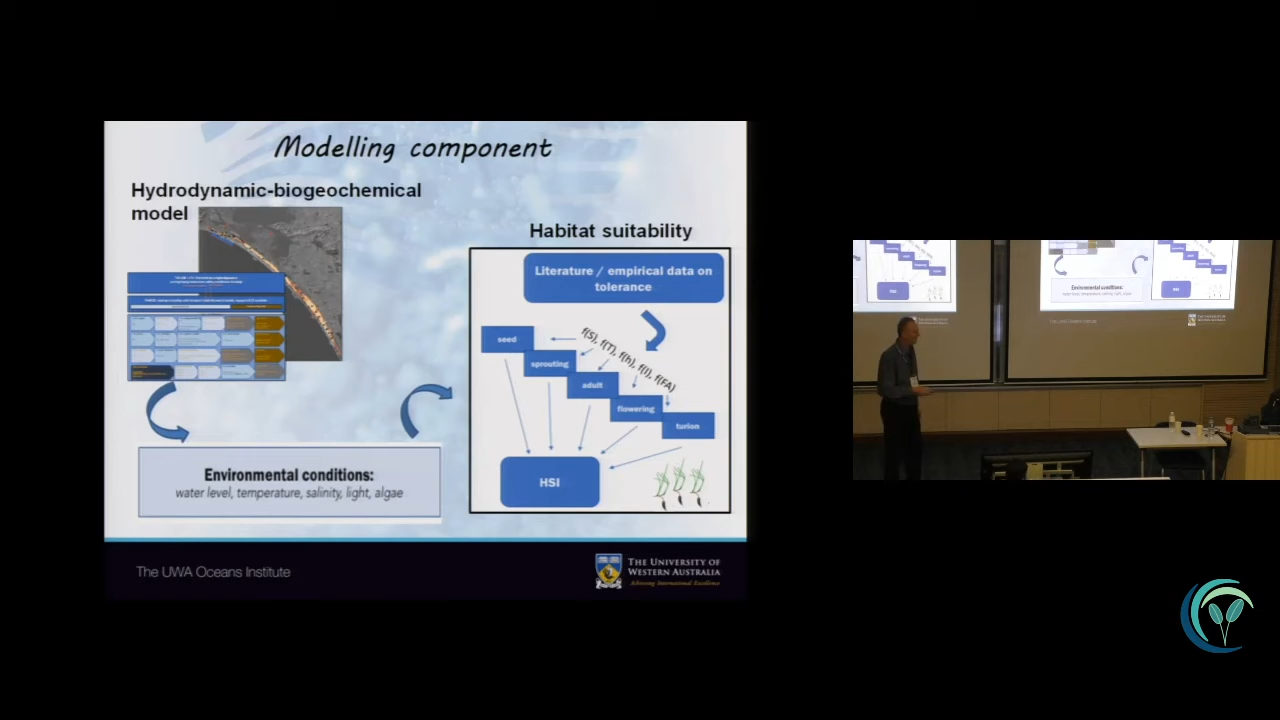 Modelling component
Hydrodynamic-biogeochemical
model
Habitat suitability
Literature / empirical data on
tolerance
f(S), f(T), f(h), f(I), f(FA)
seed
sprouting
adult
flowering
turion
HSI
Environmental conditions:
water level, temperature, salinity, light, algae
The UWA Oceans Institute
THE UNIVERSITY OF
WESTERN AUSTRALIA
Achieving International Excellence
Environmental conditions: